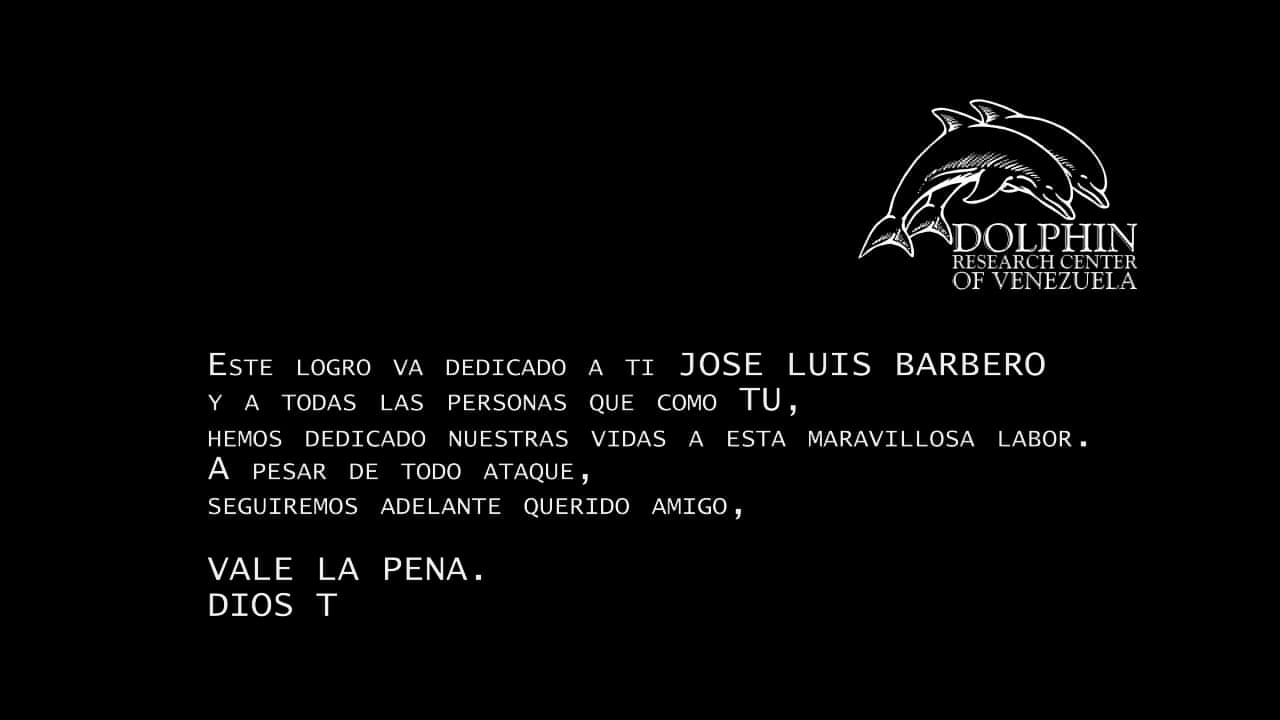 DOLPHIN
RESEARCH CENTER
OF VENEZUELA
Este logro va dedicado a ti JOSE LUIS BARBERO
y a todas las personas que como TU,
hemos dedicado nuestras vidas a esta maravillosa labor.
A pesar de todo ataque,
seguiremos adelante querido amigo,
VALE LA PENA.
DIOS T